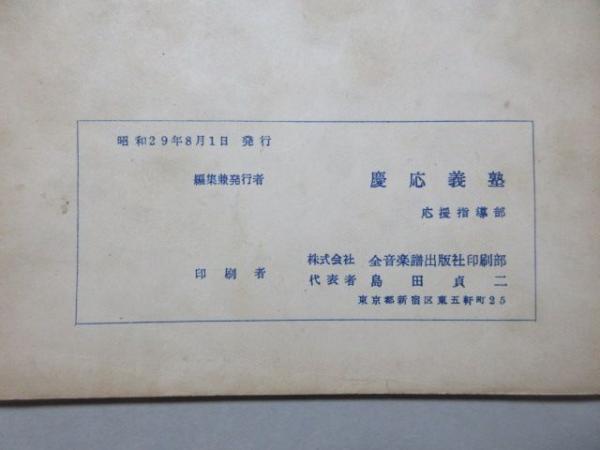 昭和29年8月1日 発行
編集兼発行者 慶応義塾
応援指導部
株式会社 全音楽譜出版社印刷部
印刷者 代表者 島田貞二
東京都新宿区東五軒町25